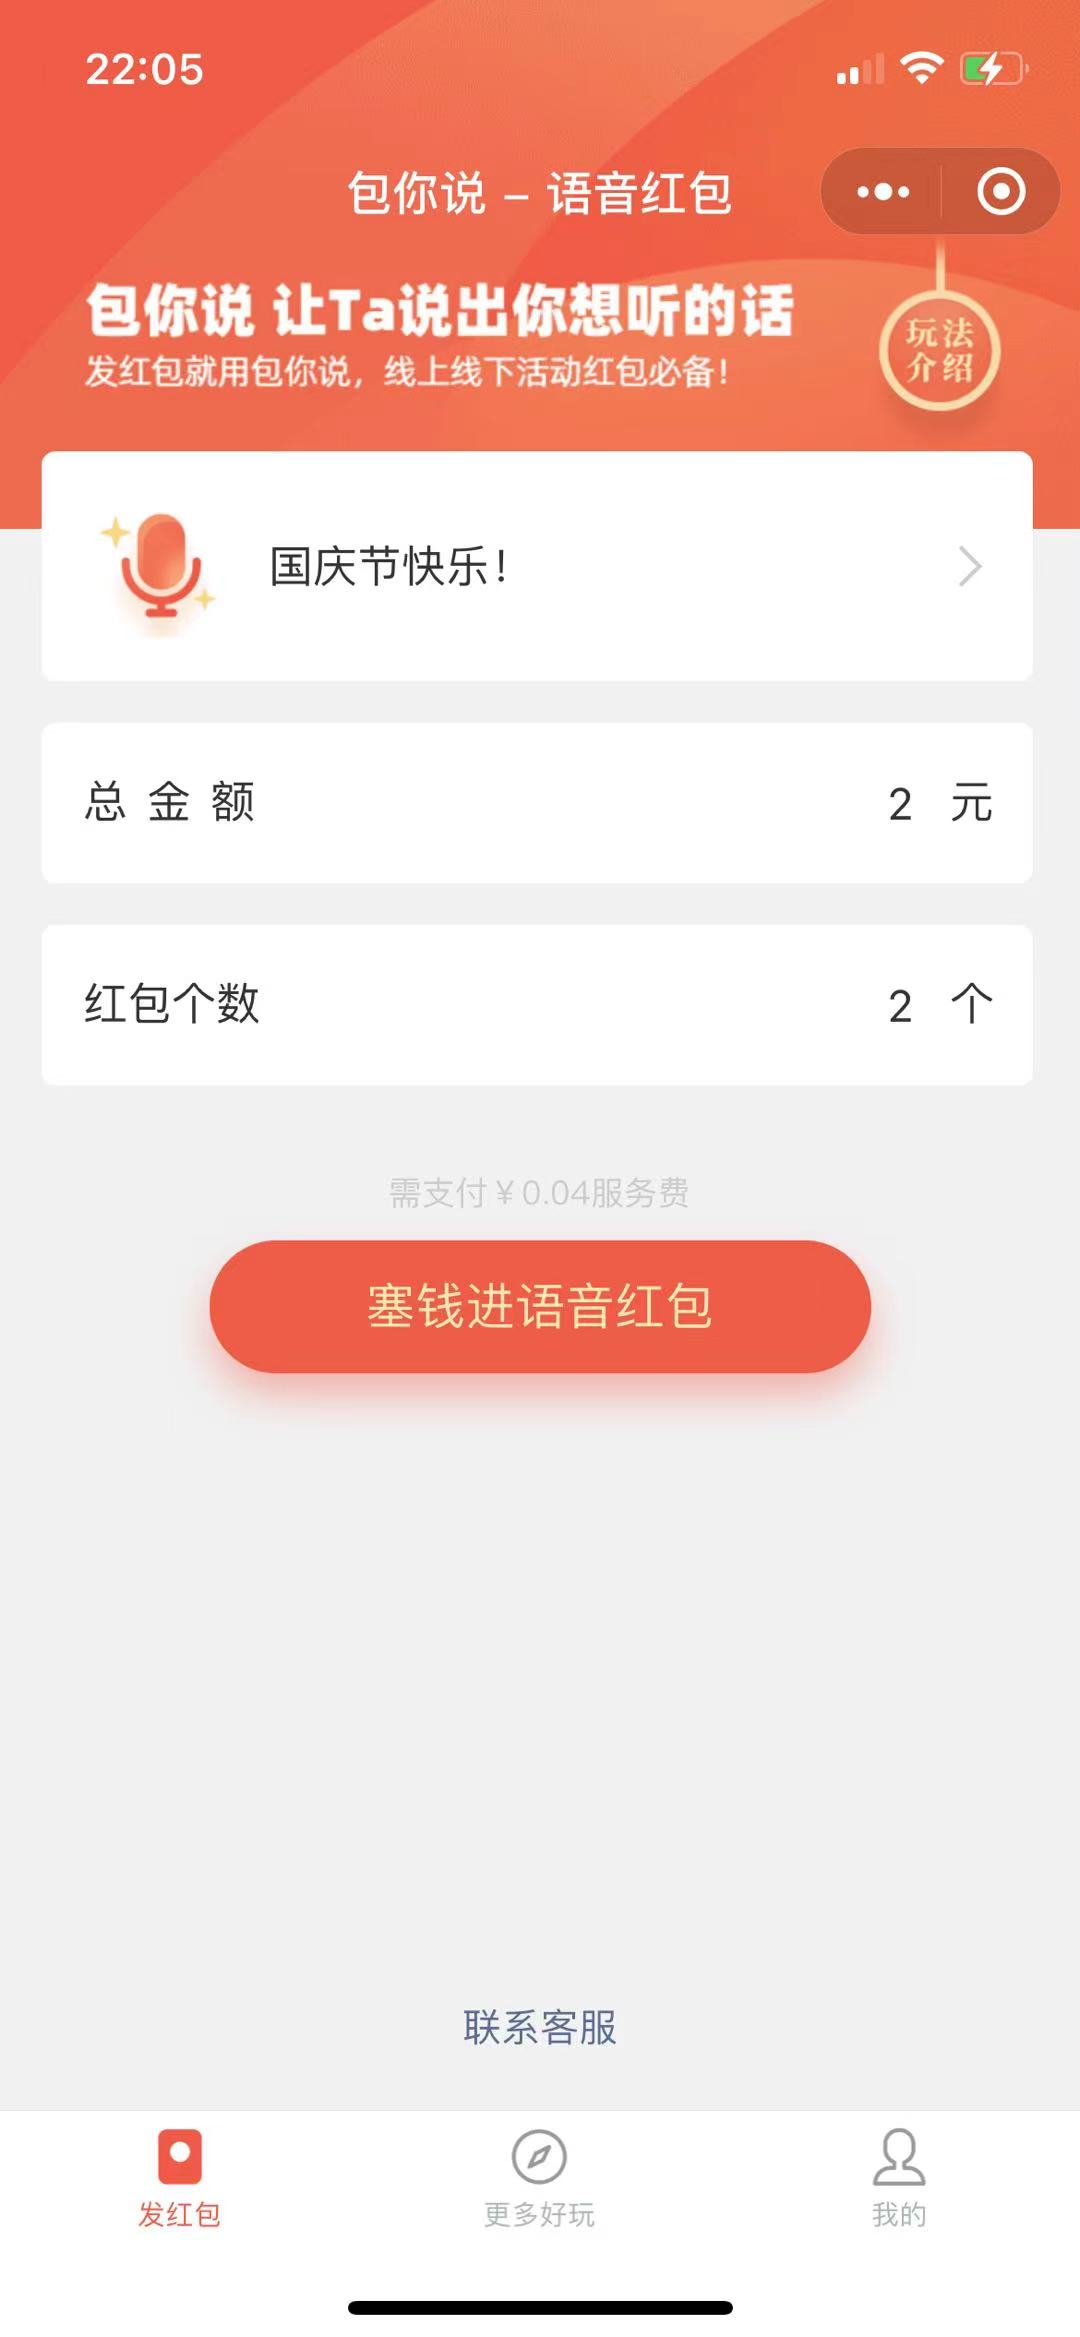 22:05
包你说 – 语音红包
包你说 让Ta说出你想听的话
发红包就用包你说，线上线下活动红包必备！
玩法
介绍
国庆节快乐！
总 金 额 2 元
红包个数 2 个
需支付￥0.04服务费
塞钱进语音红包
联系客服
发红包 更多好玩 我的